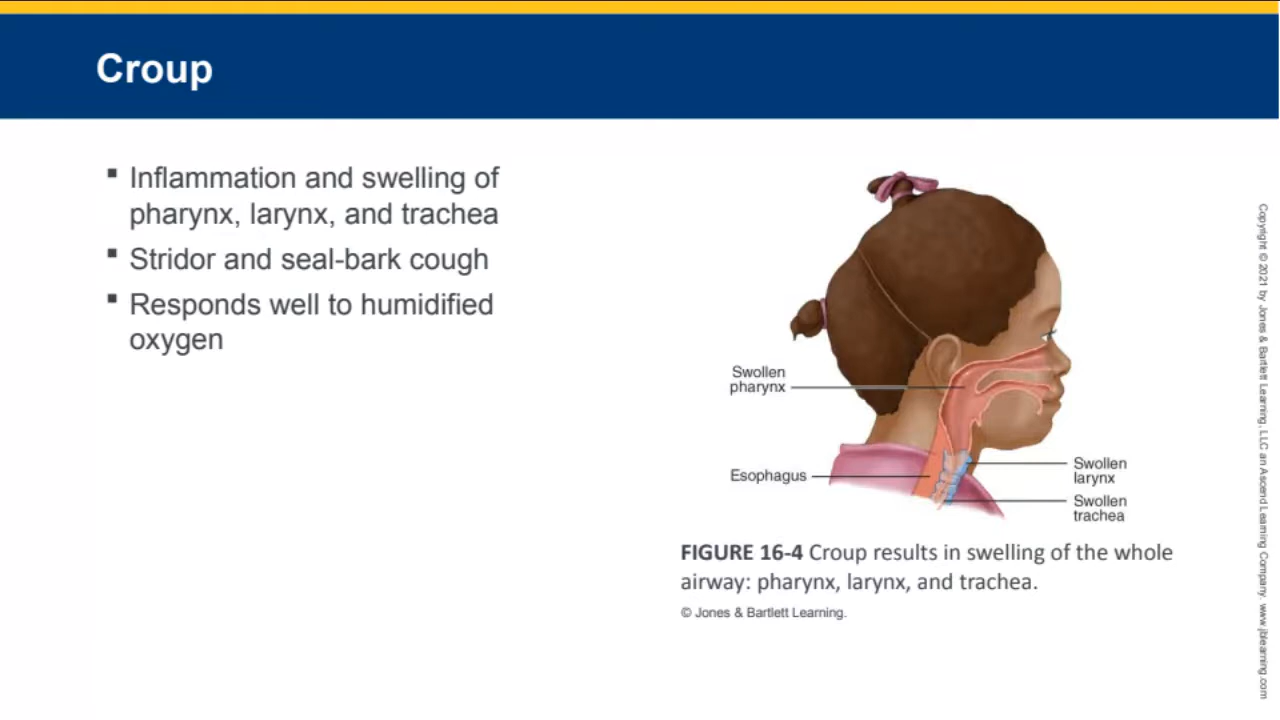 Croup
▪ Inflammation and swelling of
pharynx, larynx, and trachea
▪ Stridor and seal-bark cough
▪ Responds well to humidified
oxygen
Swollen
pharynx
Esophagus
Swollen
larynx
Swollen
trachea
FIGURE 16-4 Croup results in swelling of the whole
airway: pharynx, larynx, and trachea.
© Jones & Bartlett Learning.
Copyright © 2021 by Jones & Bartlett Learning, LLC an Ascend Learning Company. www.jblearning.com